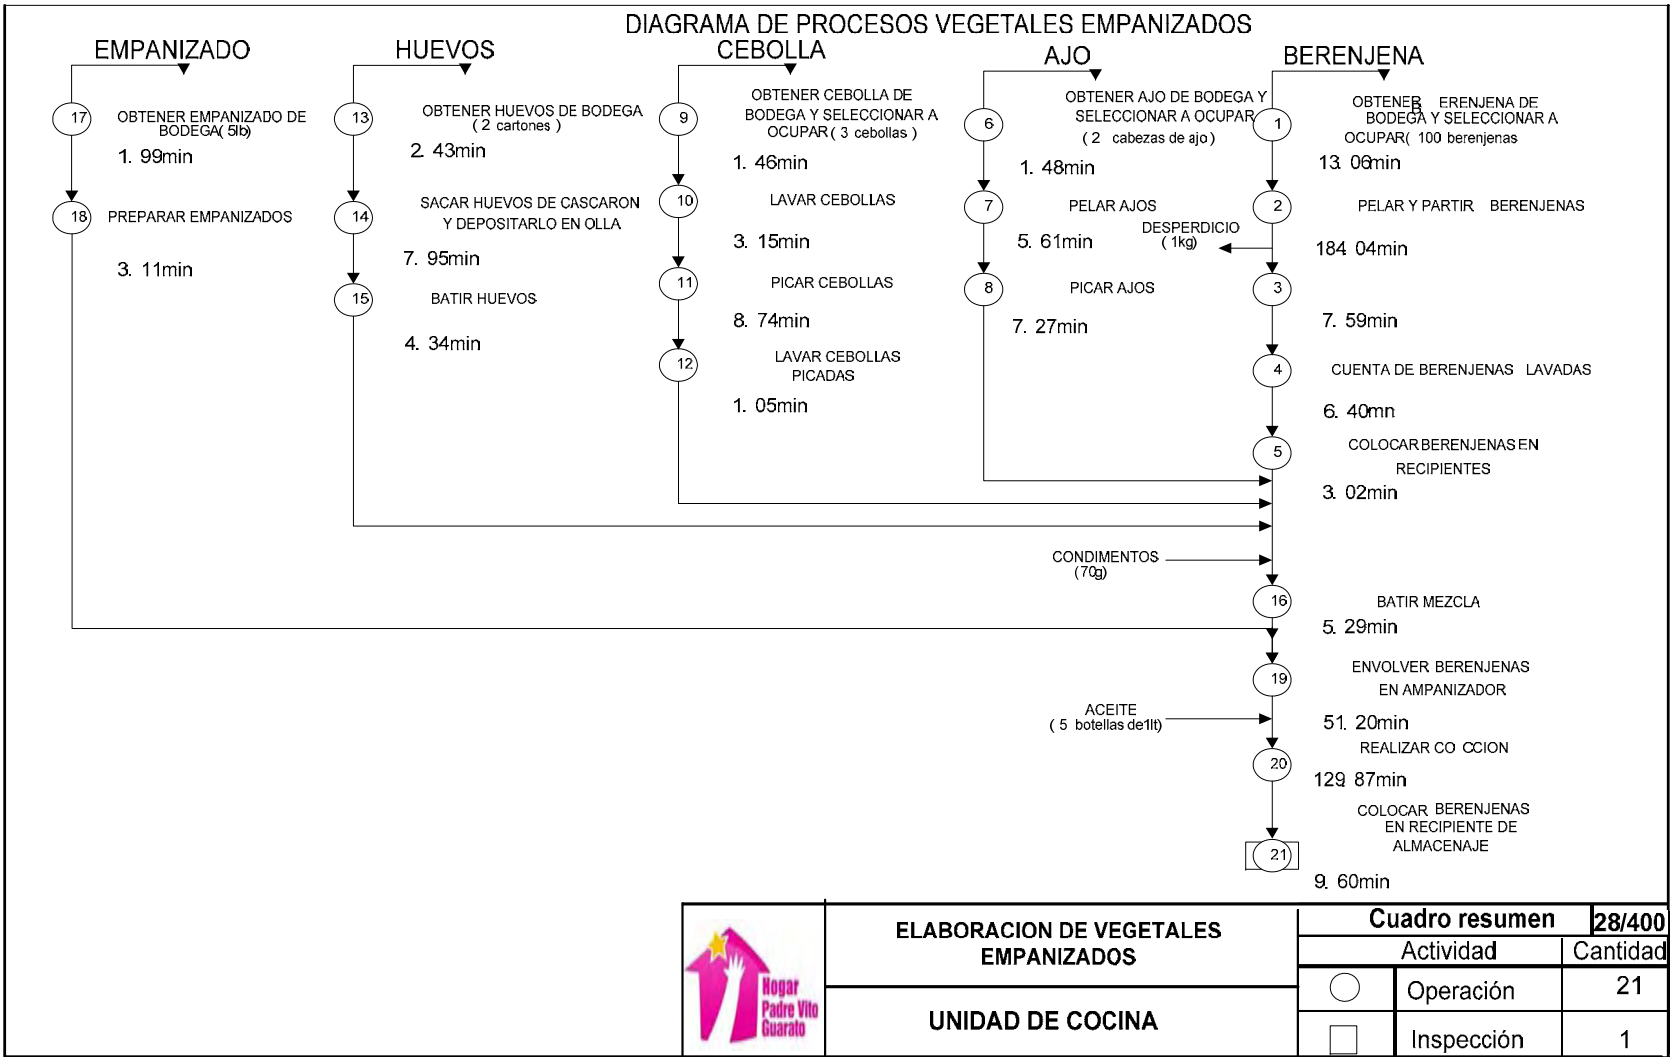 DIAGRAMA DE PROCESOS VEGETALES EMPANIZADOS
EMPANIZADO
17
OBTENER EMPANIZADO DE
BODEGA( 5lb)
1. 99min
18
PREPARAR EMPANIZADOS
3. 11min
HUEVOS
13
OBTENER HUEVOS DE BODEGA
( 2 cartones )
2. 43min
14
SACAR HUEVOS DE CASCARON
Y DEPOSITARLO EN OLLA
7. 95min
15
BATIR HUEVOS
4. 34min
CEBOLLA
9
OBTENER CEBOLLA DE
BODEGA Y SELECCIONAR A
OCUPAR ( 3 cebollas )
1. 46min
10
LAVAR CEBOLLAS
3. 15min
11
PICAR CEBOLLAS
8. 74min
12
LAVAR CEBOLLAS
PICADAS
1. 05min
AJO
6
OBTENER AJO DE BODEGA Y
SELECCIONAR A OCUPAR
( 2 cabezas de ajo )
1. 48min
7
PELAR AJOS
5. 61min
8
PICAR AJOS
7. 27min
BERENJENA
1
OBTENER B ERENJENA DE
BODEGA Y SELECCIONAR A
OCUPAR( 100 berenjenas
13. 06min
2
PELAR Y PARTIR BERENJENAS
DESPERDICIO
( 1kg)
184. 04min
3
7. 59min
4
CUENTA DE BERENJENAS LAVADAS
6. 40mn
5
COLOCAR BERENJENAS EN
RECIPIENTES
3. 02min
CONDIMENTOS
(70g)
16
BATIR MEZCLA
5. 29min
19
ENVOLVER BERENJENAS
EN AMPANIZADOR
51. 20min
ACEITE
( 5 botellas de1lt)
20
REALIZAR CO CCION
129. 87min
21
COLOCAR BERENJENAS
EN RECIPIENTE DE
ALMACENAJE
9. 60min
Hogar
Padre Vito
Guarato
ELABORACION DE VEGETALES
EMPANIZADOS
UNIDAD DE COCINA
Cuadro resumen 28/400
Actividad Cantidad
Operación 21
Inspección 1